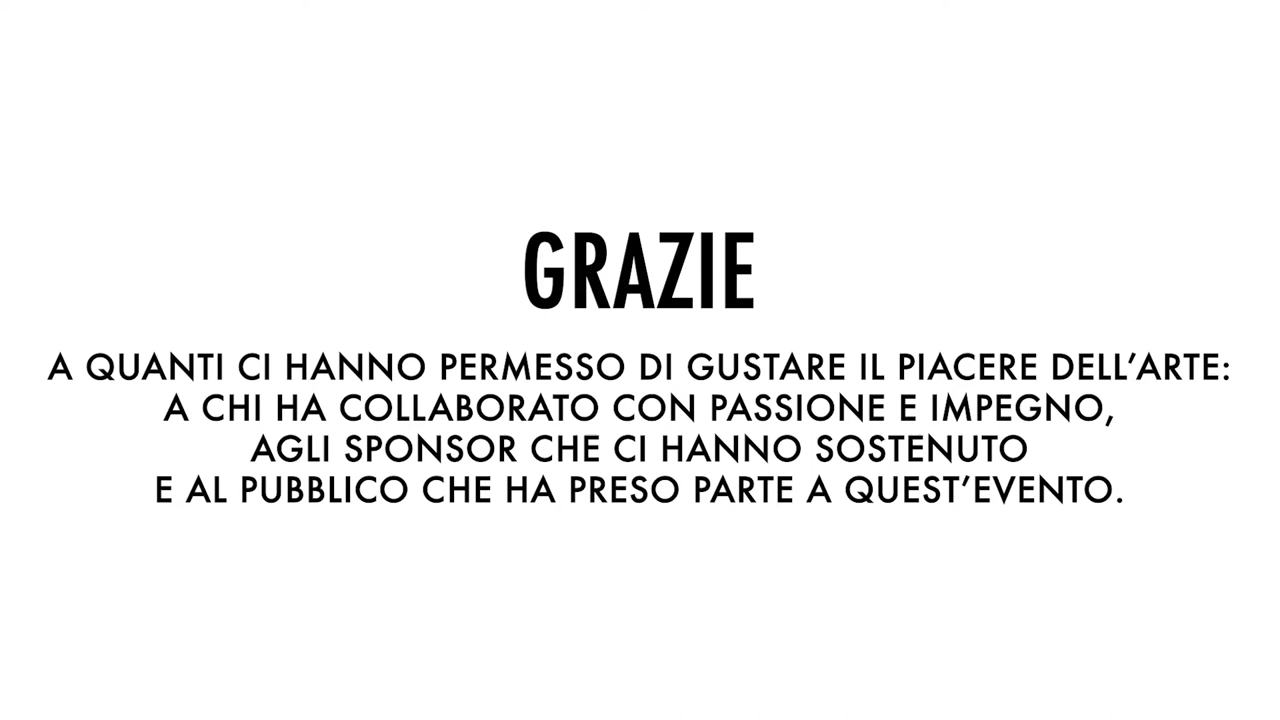 GRAZIE
A QUANTI CI HANNO PERMESSO DI GUSTARE IL PIACERE DELL’ARTE:
A CHI HA COLLABORATO CON PASSIONE E IMPEGNO,
AGLI SPONSOR CHE CI HANNO SOSTENUTO
E AL PUBBLICO CHE HA PRESO PARTE A QUEST’EVENTO.